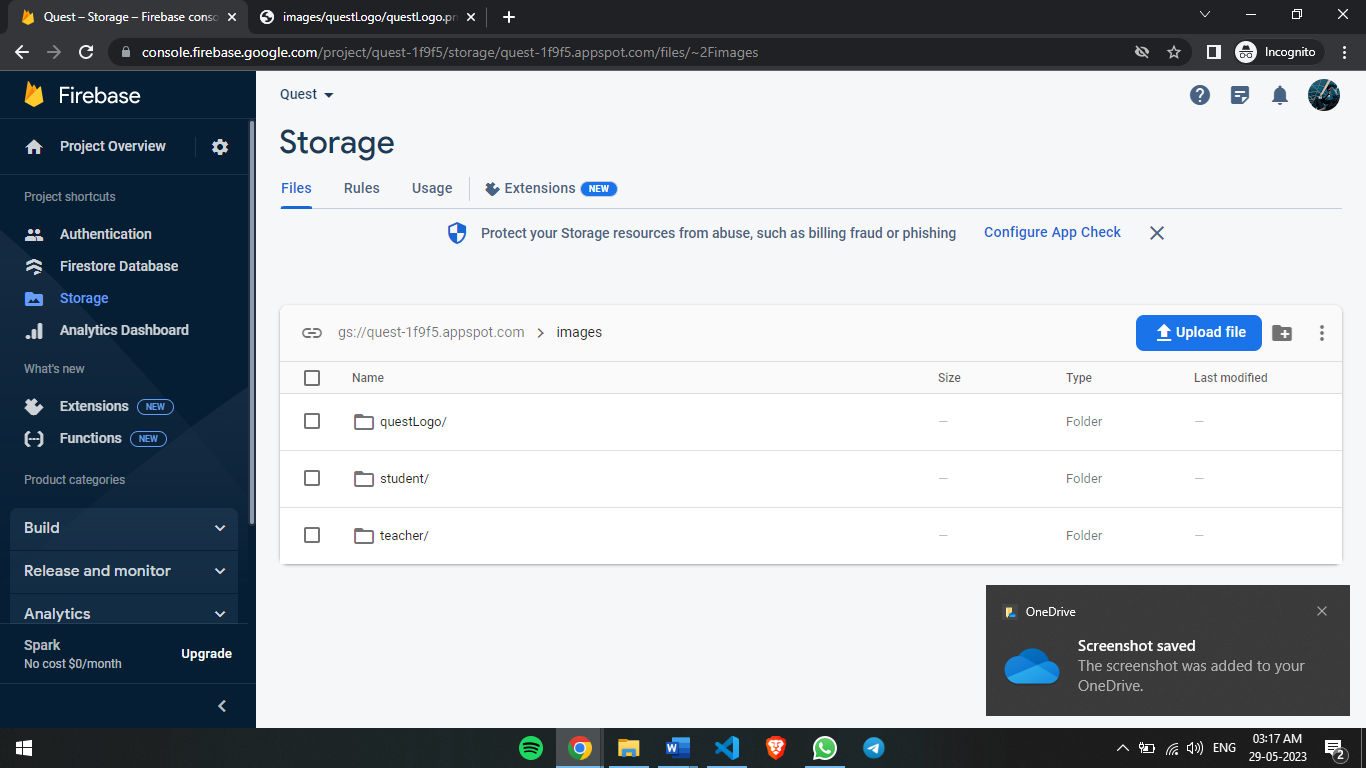 Quest – Storage – Firebase conso
images/questLogo/questLogo.pn
console.firebase.google.com/project/quest-1f9f5/storage/quest-1f9f5.appspot.com/files/~2Fimages
Incognito
Firebase
Project Overview
Project shortcuts
Authentication
Firestore Database
Storage
Analytics Dashboard
What's new
Extensions NEW
Functions NEW
Product categories
Build
Release and monitor
Analytics
Spark
No cost $0/month
Upgrade
Quest
Storage
Files Rules Usage Extensions NEW
Protect your Storage resources from abuse, such as billing fraud or phishing Configure App Check
gs://quest-1f9f5.appspot.com > images
Upload file
Name Size Type Last modified
questLogo/ — Folder —
student/ — Folder —
teacher/ — Folder —
OneDrive
Screenshot saved
The screenshot was added to your
OneDrive.
ENG
03:17 AM
29-05-2023
2